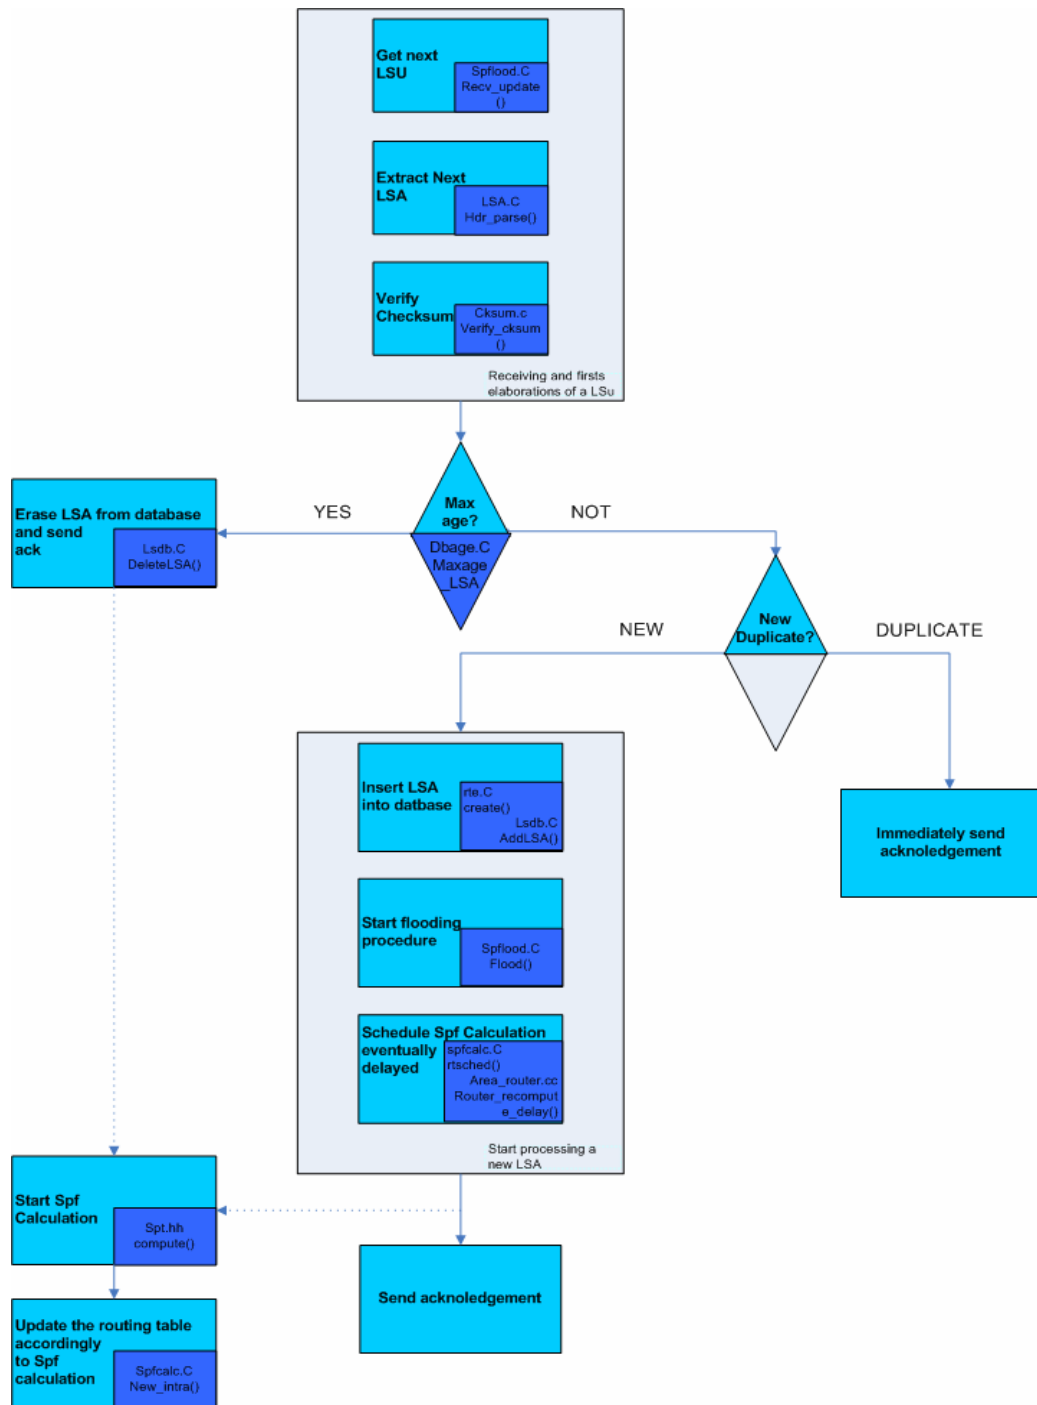 Get next
LSU
Spflood.C
Recv_update
()
Extract Next
LSA
LSA.C
Hdr_parse()
Verify
Checksum
Cksum.c
Verify_cksum
()
Receiving and firsts
elaborations of a LSu
Max
age?
Dbage.C
Maxage
_LSA
YES
NOT
Erase LSA from database
and send
ack
Lsdb.C
DeleteLSA()
New
Duplicate?
NEW
DUPLICATE
Insert LSA
into datbase
rte.C
create()
Lsdb.C
AddLSA()
Immediately send
acknoledgement
Start flooding
procedure
Spflood.C
Flood()
Schedule Spf Calculation
eventually
delayed
spfcalc.C
rtsched()
Area_router.cc
Router_recomput
e_delay()
Start processing a
new LSA
Start Spf
Calculation
Spt.hh
compute()
Send acknoledgement
Update the routing table
accordingly
to Spf
calculation
Spfcalc.C
New_intra()